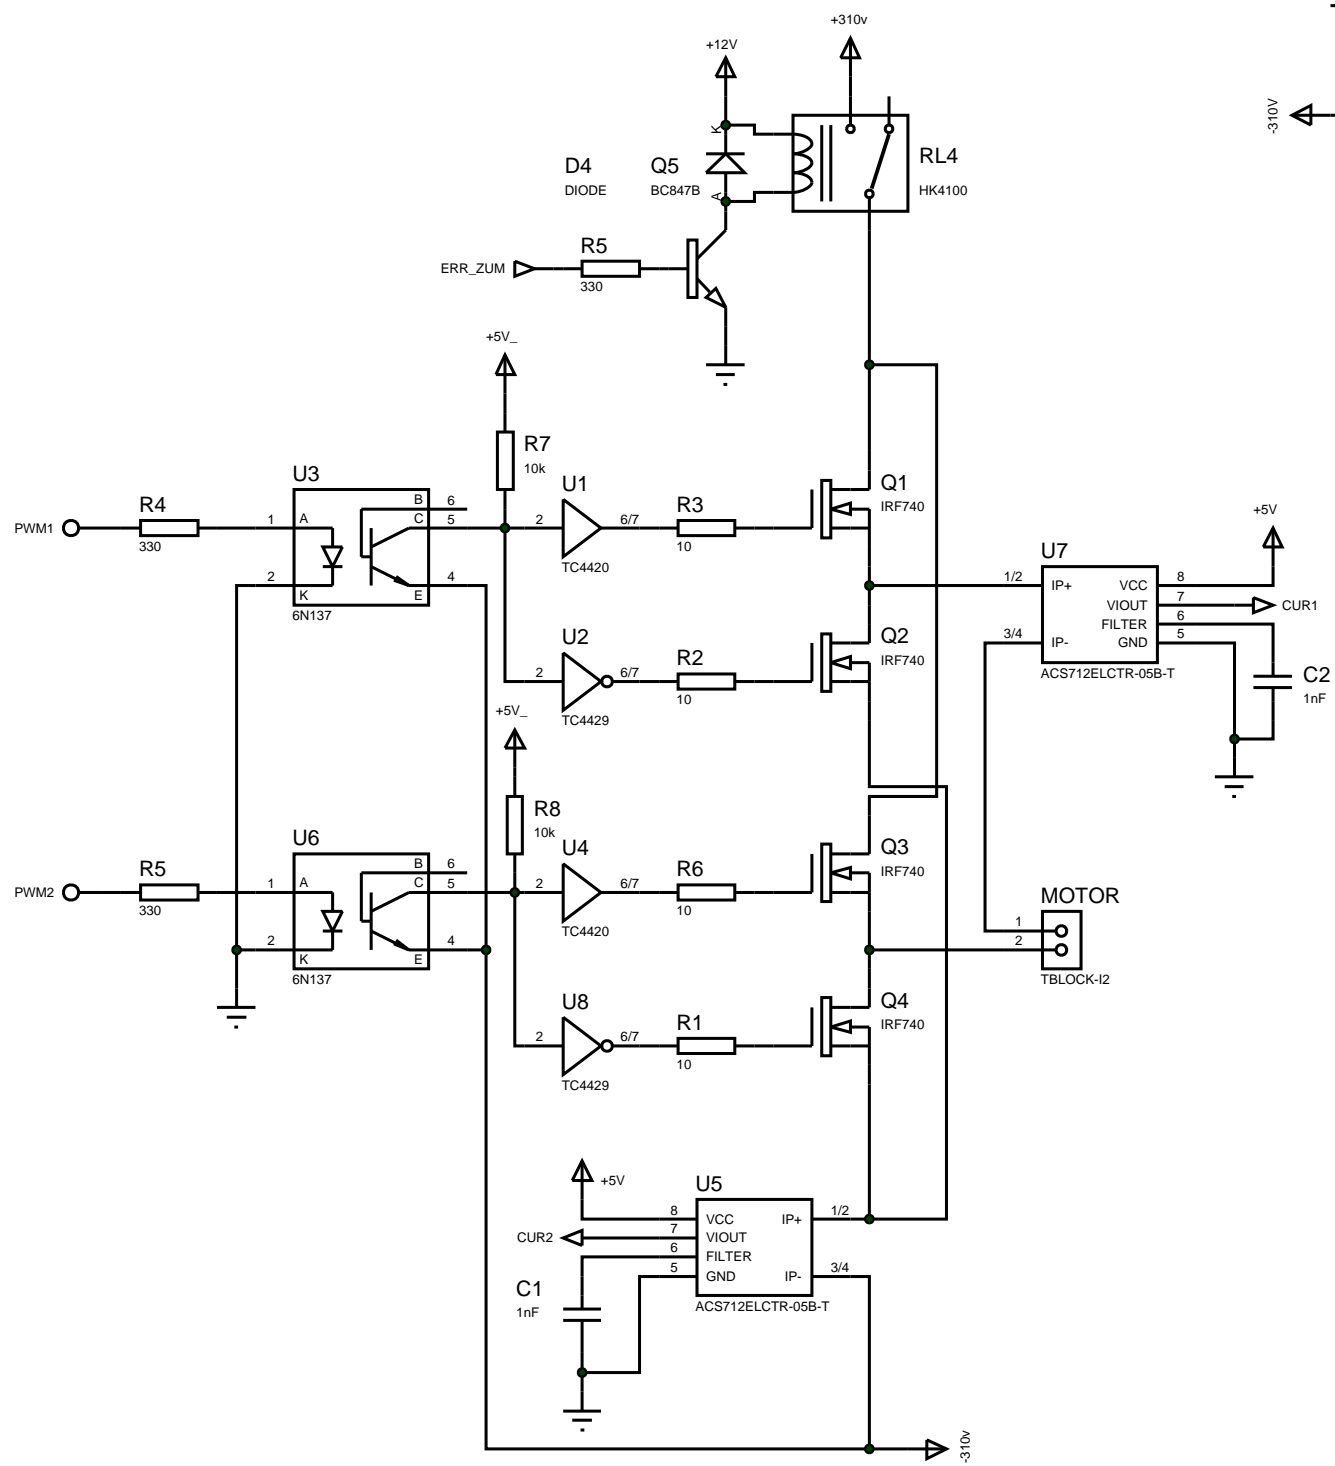 +310v
+12V
-310V
K
A
D4
DIODE
Q5
BC847B
RL4
HK4100
ERR_ZUM
R5
330
+5V_
R7
10k
PWM1
R4
330
U3
1
A
2
K
B
6
C
5
4
E
6N137
U1
2
6/7
TC4420
R3
10
Q1
IRF740
U2
2
6/7
TC4429
R2
10
Q2
IRF740
+5V
U7
1/2
IP+
3/4
IP-
VCC
8
VIOUT
7
CUR1
FILTER
6
GND
5
ACS712ELCTR-05B-T
C2
1nF
+5V_
R8
10k
PWM2
R5
330
U6
1
A
2
K
B
6
C
5
4
E
6N137
U4
2
6/7
TC4420
R6
10
Q3
IRF740
MOTOR
1
2
TBLOCK-I2
U8
2
6/7
TC4429
R1
10
Q4
IRF740
+5V
U5
8
VCC
7
VIOUT
6
FILTER
5
GND
IP+
1/2
IP-
3/4
CUR2
ACS712ELCTR-05B-T
C1
1nF
-310v